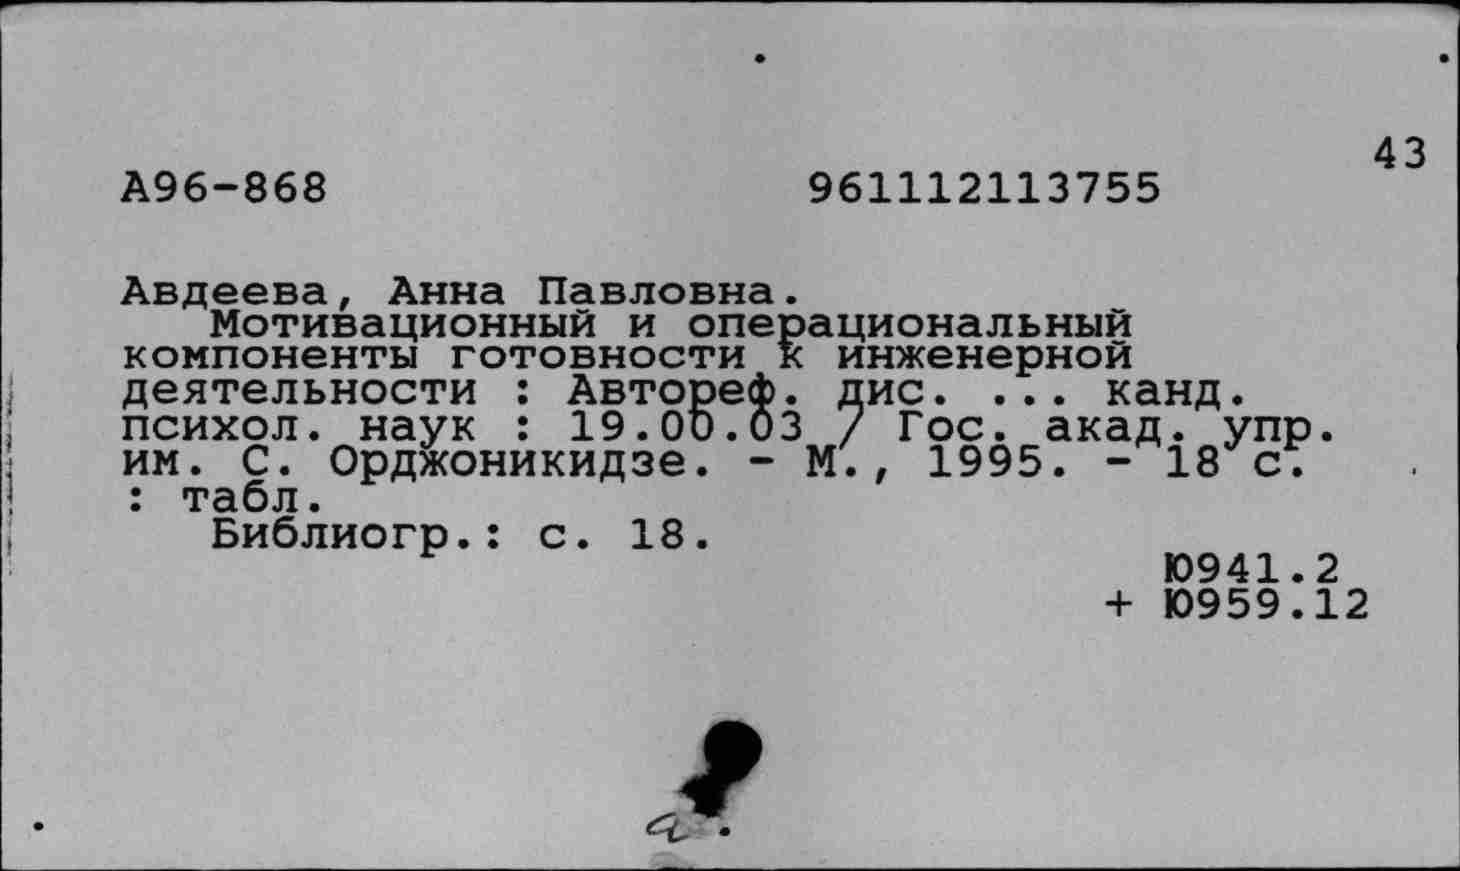 43
А96-868 961112113755
Авдеева, Анна Павловна.
Мотивационный и операциональный
компоненты готовности к инженерной
деятельности : Автореф. дис. ... канд.
психол. наук : 19.00.03 / Гос. акад. упр.
им. С. Орджоникидзе. - М., 1995. - 18 с.
: табл.
Библиогр.: с. 18.
Ю941.2
+ Ю959.12